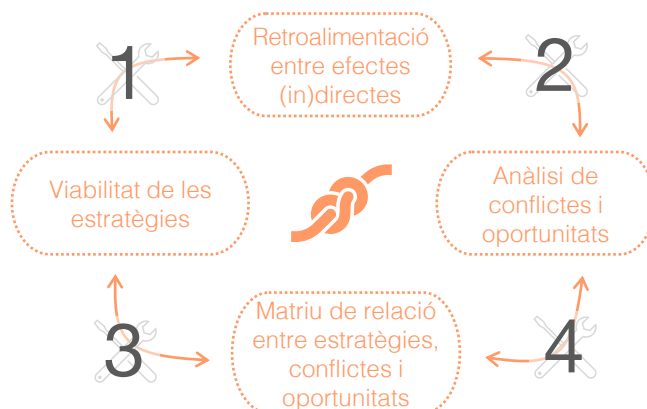 1
Retroalimentació
entre efectes
(in)directes
2
Viabilitat de les
estratègies
Anàlisi de
conflictes i
oportunitats
3
Matriu de relació
entre estratègies,
conflictes i
oportunitats
4